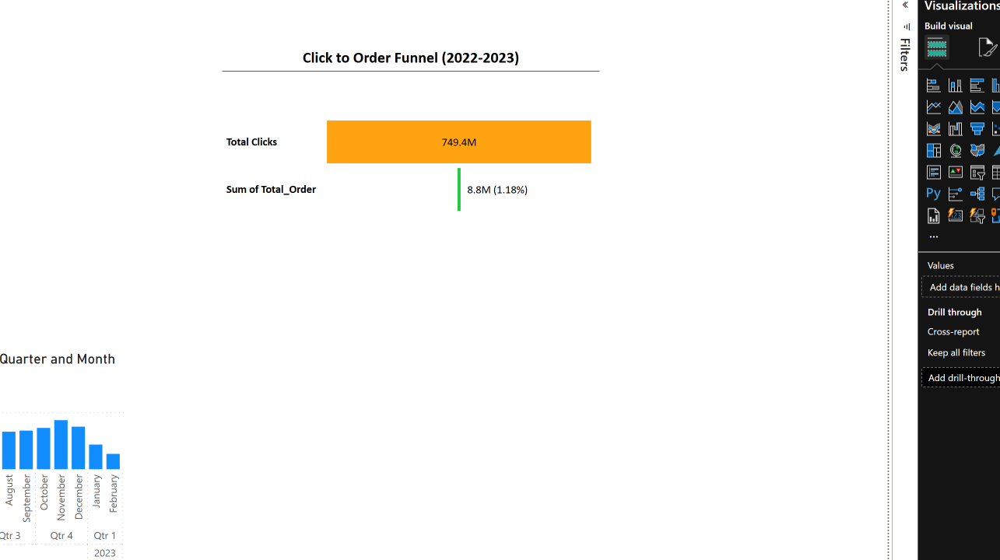 Visualizations
Build visual
Filters
Click to Order Funnel (2022-2023)
Total Clicks
749.4M
Sum of Total_Order
8.8M (1.18%)
Py
123
...
Values
Add data fields h
Drill through
Cross-report
Keep all filters
Add drill-through
Quarter and Month
August
September
October
November
December
January
February
Qtr 3
Qtr 4
Qtr 1
2023